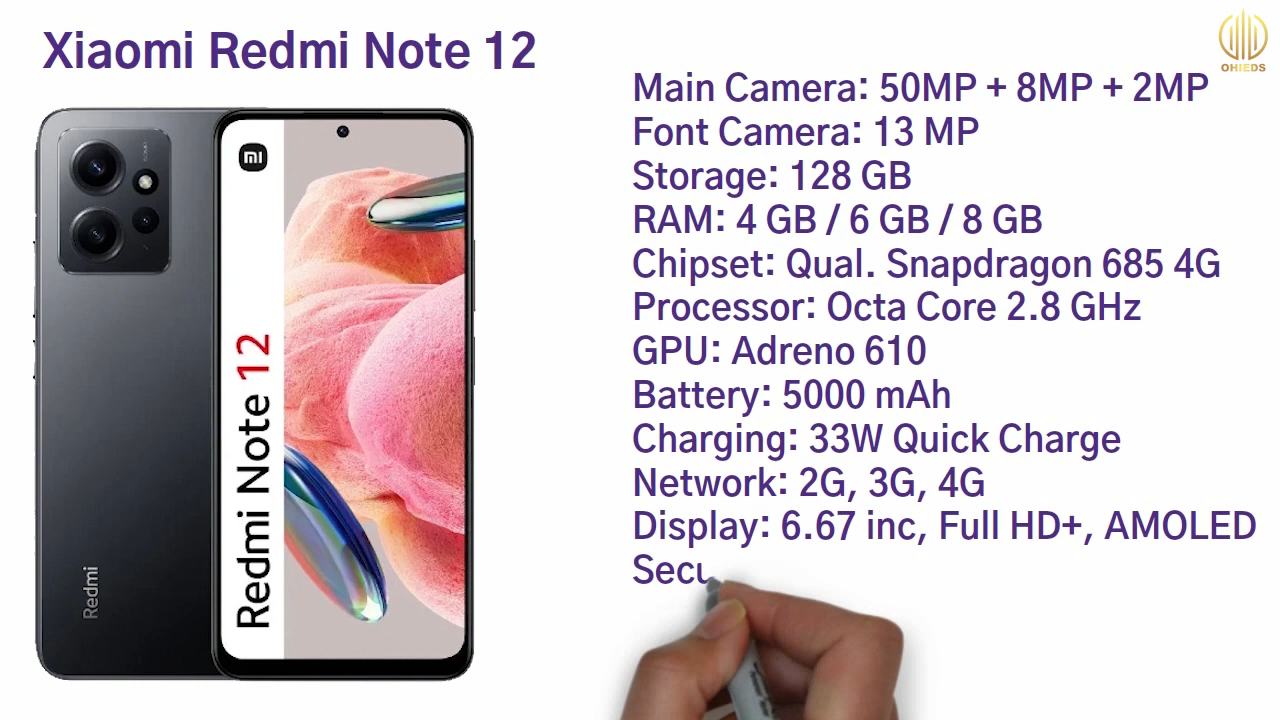 Xiaomi Redmi Note 12
OHIEDS
Main Camera: 50MP + 8MP + 2MP
Font Camera: 13 MP
Storage: 128 GB
RAM: 4 GB / 6 GB / 8 GB
Chipset: Qual. Snapdragon 685 4G
Processor: Octa Core 2.8 GHz
GPU: Adreno 610
Battery: 5000 mAh
Charging: 33W Quick Charge
Network: 2G, 3G, 4G
Display: 6.67 inc, Full HD+, AMOLED
Secu
Redmi
Redmi Note 12